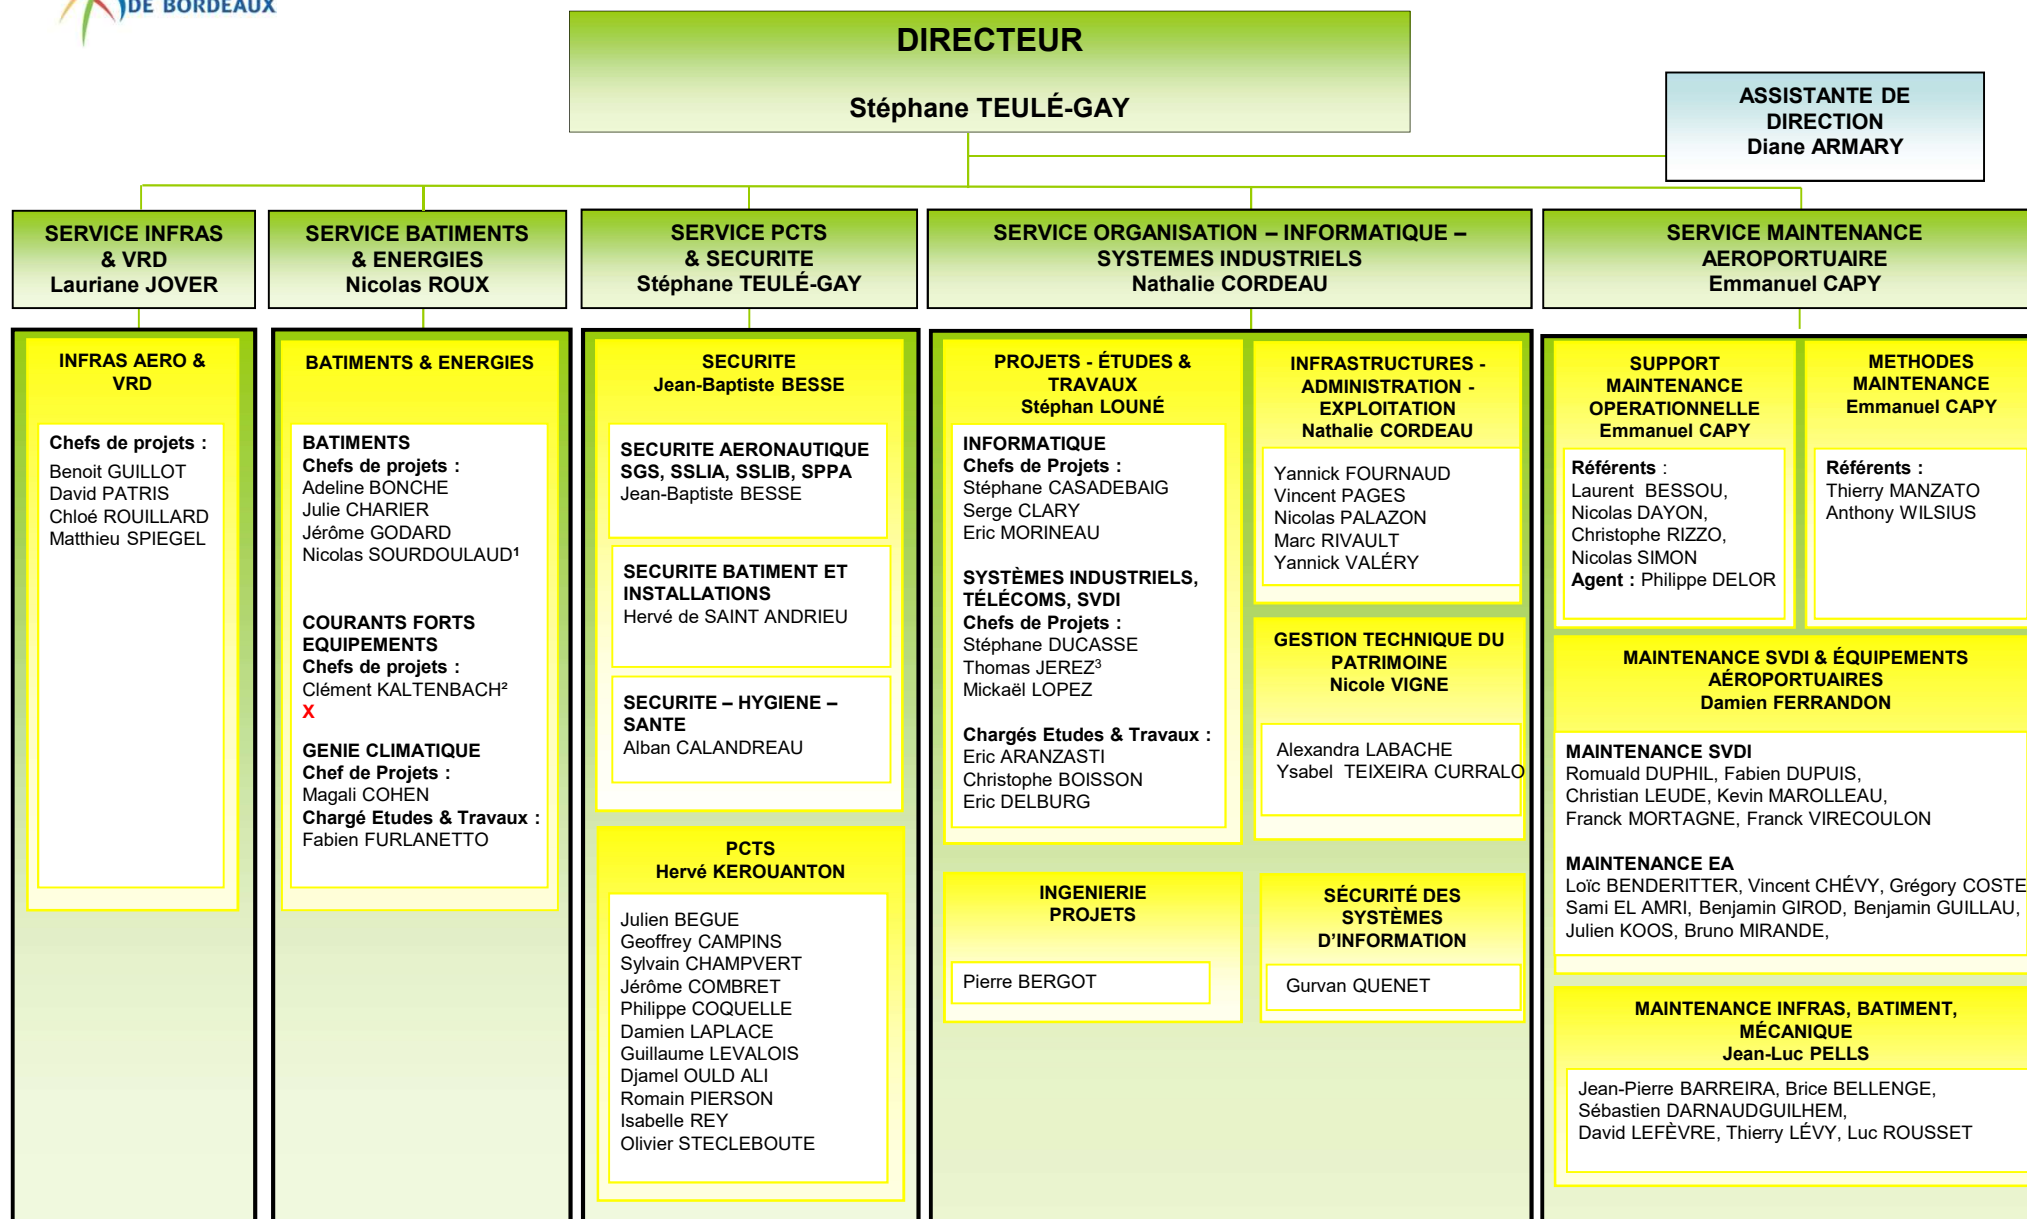 DE BORDEAUX
DIRECTEUR
Stéphane TEULÉ-GAY
ASSISTANTE DE
DIRECTION
Diane ARMARY
SERVICE INFRAS
& VRD
Lauriane JOVER
SERVICE BATIMENTS
& ENERGIES
Nicolas ROUX
SERVICE PCTS
& SECURITE
Stéphane TEULÉ-GAY
SERVICE ORGANISATION – INFORMATIQUE –
SYSTEMES INDUSTRIELS
Nathalie CORDEAU
SERVICE MAINTENANCE
AEROPORTUAIRE
Emmanuel CAPY
INFRAS AERO &
VRD
Chefs de projets :
Benoit GUILLOT
David PATRIS
Chloé ROUILLARD
Matthieu SPIEGEL
BATIMENTS & ENERGIES
BATIMENTS
Chefs de projets :
Adeline BONCHE
Julie CHARIER
Jérôme GODARD
Nicolas SOURDOULAUD¹
COURANTS FORTS
EQUIPEMENTS
Chefs de projets :
Clément KALTENBACH²
X
GENIE CLIMATIQUE
Chef de Projets :
Magali COHEN
Chargé Etudes & Travaux :
Fabien FURLANETTO
SECURITE
Jean-Baptiste BESSE
SECURITE AERONAUTIQUE
SGS, SSLIA, SSLIB, SPPA
Jean-Baptiste BESSE
SECURITE BATIMENT ET
INSTALLATIONS
Hervé de SAINT ANDRIEU
SECURITE – HYGIENE –
SANTE
Alban CALANDREAU
PCTS
Hervé KEROUANTON
Julien BEGUE
Geoffrey CAMPINS
Sylvain CHAMPVERT
Jérôme COMBRET
Philippe COQUELLE
Damien LAPLACE
Guillaume LEVALOIS
Djamel OULD ALI
Romain PIERSON
Isabelle REY
Olivier STECLEBOUTE
PROJETS - ÉTUDES &
TRAVAUX
Stéphan LOUNÉ
INFORMATIQUE
Chefs de Projets :
Stéphane CASADEBAIG
Serge CLARY
Eric MORINEAU
SYSTÈMES INDUSTRIELS,
TÉLÉCOMS, SVDI
Chefs de Projets :
Stéphane DUCASSE
Thomas JEREZ³
Mickaël LOPEZ
Chargés Etudes & Travaux :
Eric ARANZASTI
Christophe BOISSON
Eric DELBURG
INGENIERIE
PROJETS
Pierre BERGOT
INFRASTRUCTURES -
ADMINISTRATION -
EXPLOITATION
Nathalie CORDEAU
Yannick FOURNAUD
Vincent PAGES
Nicolas PALAZON
Marc RIVAULT
Yannick VALÉRY
GESTION TECHNIQUE DU
PATRIMOINE
Nicole VIGNE
Alexandra LABACHE
Ysabel TEIXEIRA CURRALO
SÉCURITÉ DES
SYSTÈMES
D'INFORMATION
Gurvan QUENET
SUPPORT
MAINTENANCE
OPERATIONNELLE
Emmanuel CAPY
Référents :
Laurent BESSOU,
Nicolas DAYON,
Christophe RIZZO,
Nicolas SIMON
Agent : Philippe DELOR
METHODES
MAINTENANCE
Emmanuel CAPY
Référents :
Thierry MANZATO
Anthony WILSIUS
MAINTENANCE SVDI & ÉQUIPEMENTS
AÉROPORTUAIRES
Damien FERRANDON
MAINTENANCE SVDI
Romuald DUPHIL, Fabien DUPUIS,
Christian LEUDE, Kevin MAROLLEAU,
Franck MORTAGNE, Franck VIRECOULON
MAINTENANCE EA
Loïc BENDERITTER, Vincent CHÉVY, Grégory COSTE
Sami EL AMRI, Benjamin GIROD, Benjamin GUILLAU,
Julien KOOS, Bruno MIRANDE,
MAINTENANCE INFRAS, BATIMENT,
MÉCANIQUE
Jean-Luc PELLS
Jean-Pierre BARREIRA, Brice BELLENGE,
Sébastien DARNAUDGUILHEM,
David LEFÈVRE, Thierry LÉVY, Luc ROUSSET